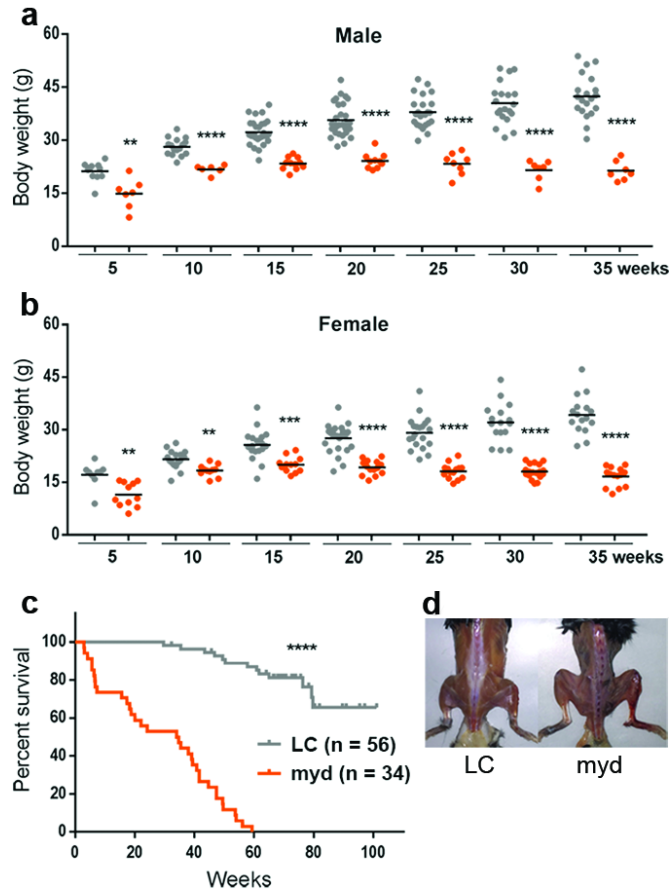 a
Male
Body weight (g)
60
45
30
15
0
** **** **** **** **** **** ****
5 10 15 20 25 30 35 weeks
b
Female
Body weight (g)
60
45
30
15
0
** ** *** **** **** **** ****
5 10 15 20 25 30 35 weeks
c
Percent survival
100
80
60
40
20
0
****
LC (n = 56)
myd (n = 34)
0 20 40 60 80 100
Weeks
d
LC myd